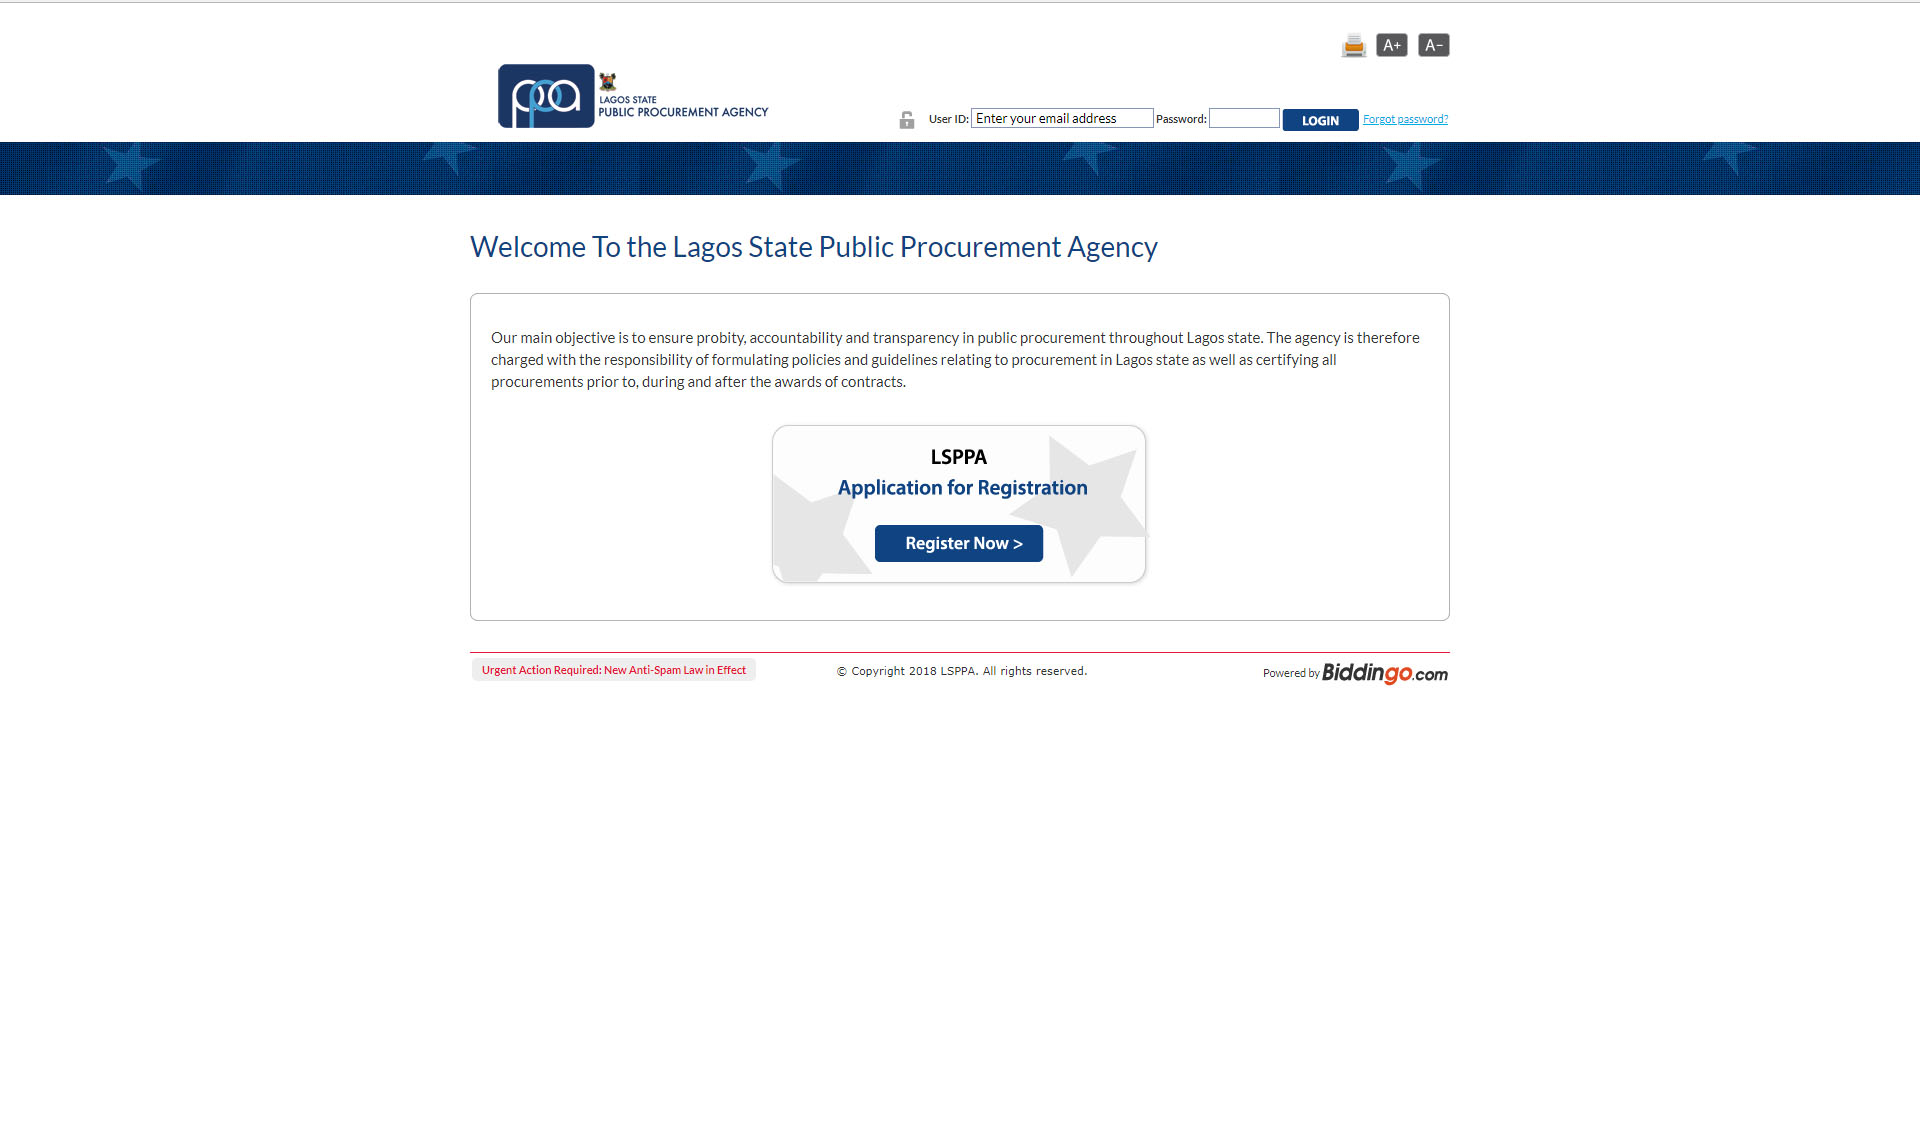 A+ A-
ppa
LAGOS STATE
PUBLIC PROCUREMENT AGENCY
User ID: Enter your email address Password: LOGIN Forgot password?
Welcome To the Lagos State Public Procurement Agency
Our main objective is to ensure probity, accountability and transparency in public procurement throughout Lagos state. The agency is therefore
charged with the responsibility of formulating policies and guidelines relating to procurement in Lagos state as well as certifying all
procurements prior to, during and after the awards of contracts.
LSPPA
Application for Registration
Register Now >
Urgent Action Required: New Anti-Spam Law in Effect © Copyright 2018 LSPPA. All rights reserved. Powered by Biddingo.com